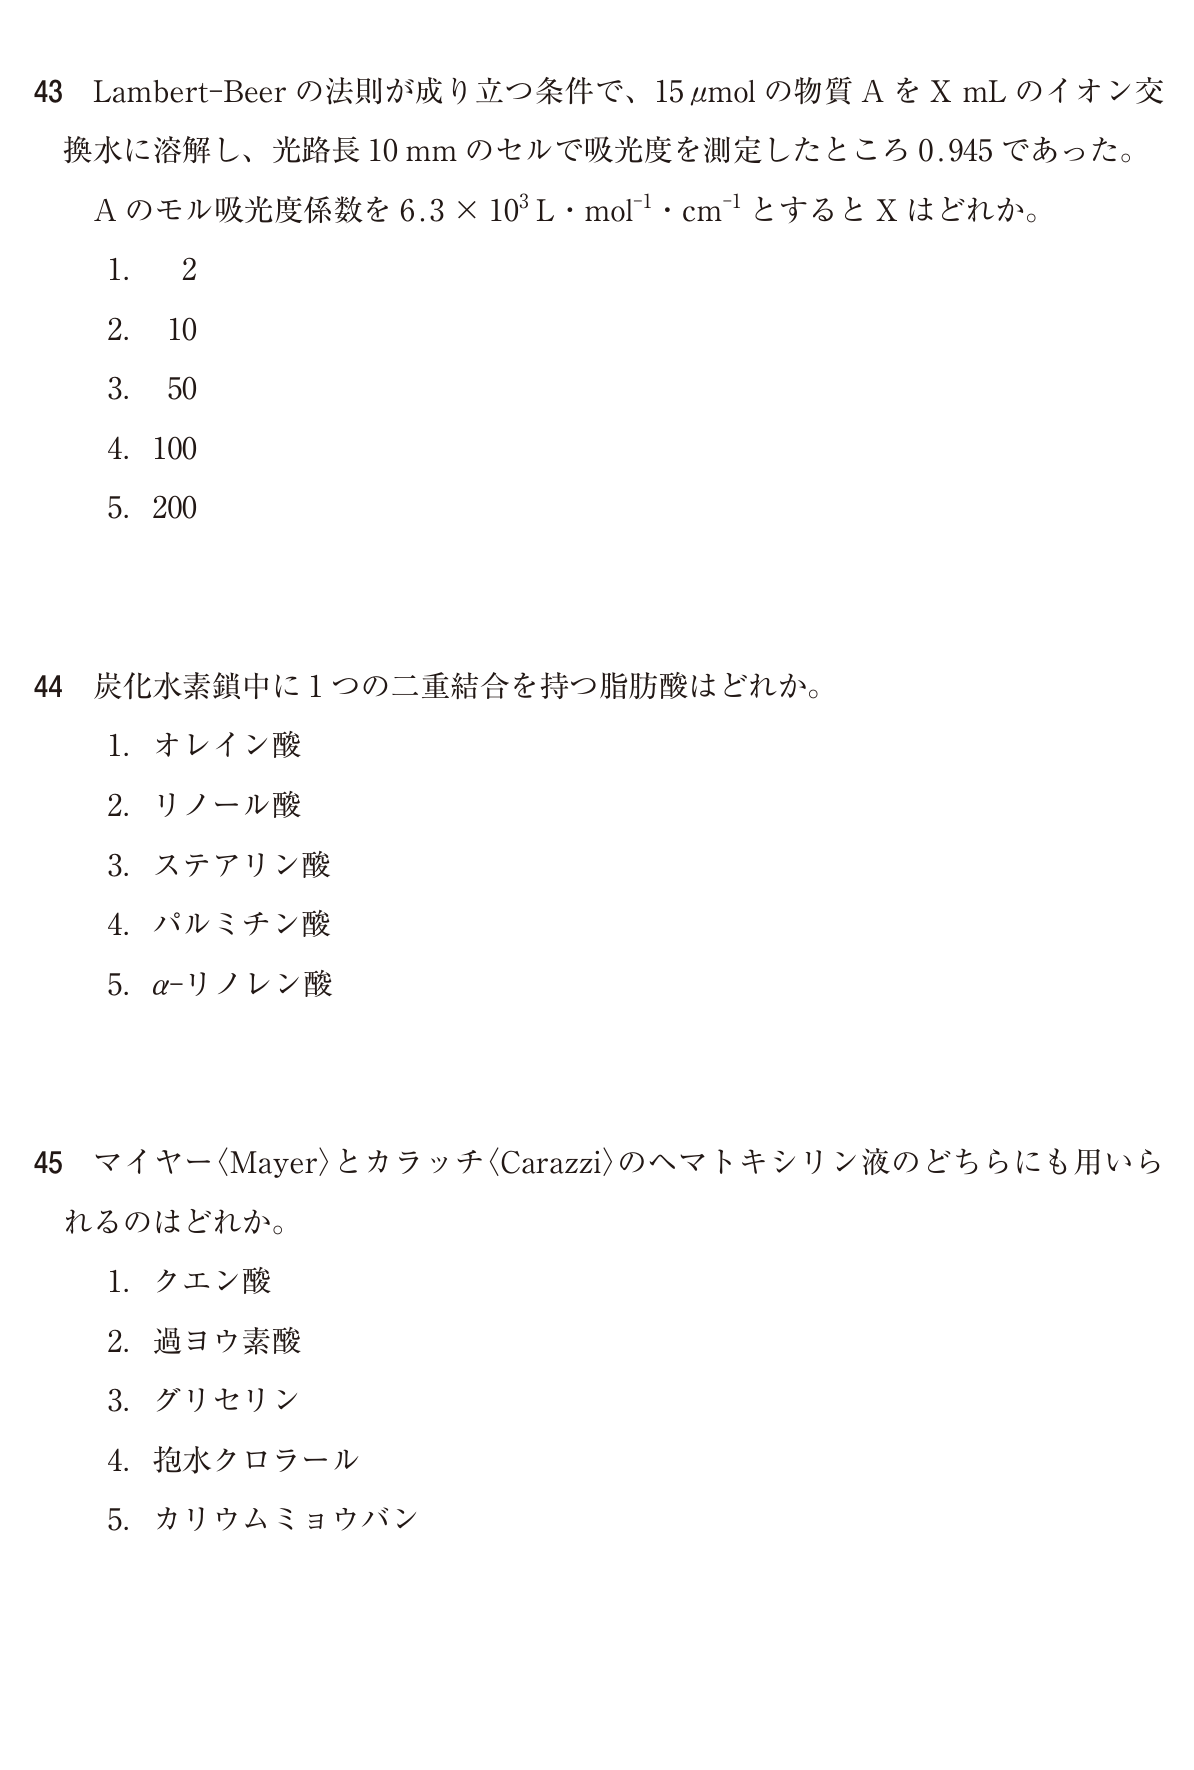 43 Lambert-Beer の法則が成り立つ条件で、15 μmol の物質 A を X mL のイオン交
換水に溶解し、光路長 10 mm のセルで吸光度を測定したところ 0.945 であった。
A のモル吸光度係数を 6.3 × 10³ L・mol⁻¹・cm⁻¹ とすると X はどれか。
1. 2
2. 10
3. 50
4. 100
5. 200
44 炭化水素鎖中に 1 つの二重結合を持つ脂肪酸はどれか。
1. オレイン酸
2. リノール酸
3. ステアリン酸
4. パルミチン酸
5. α-リノレン酸
45 マイヤー〈Mayer〉とカラッチ〈Carazzi〉のヘマトキシリン液のどちらにも用いら
れるのはどれか。
1. クエン酸
2. 過ヨウ素酸
3. グリセリン
4. 抱水クロラール
5. カリウムミョウバン